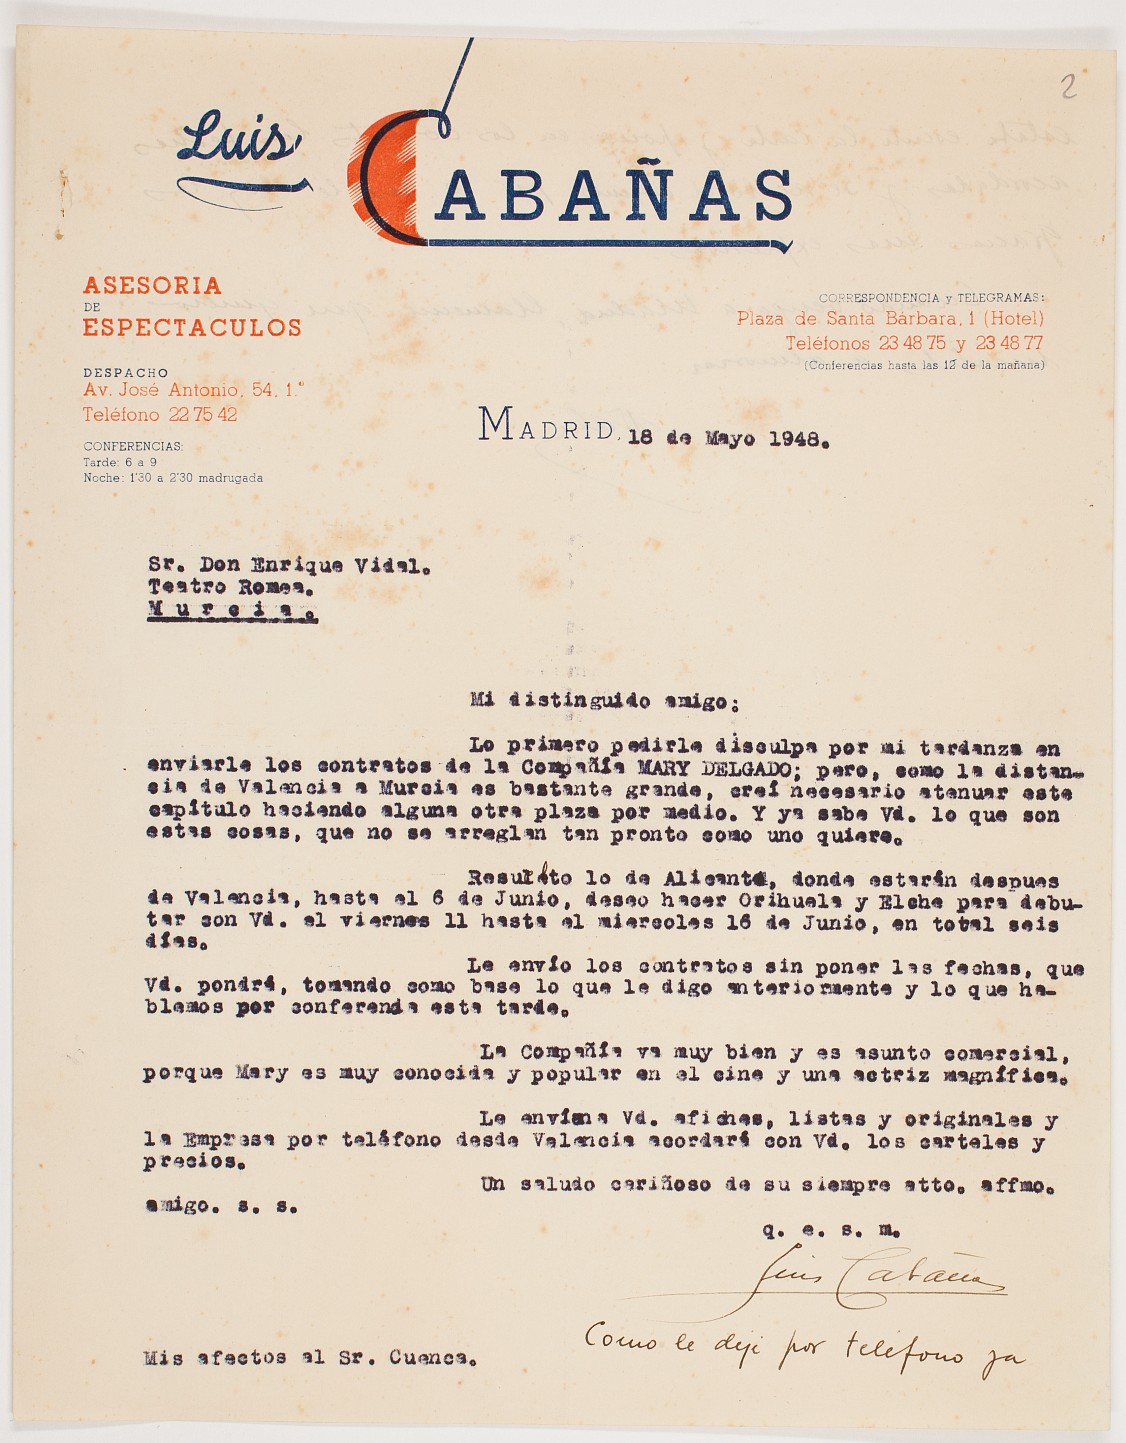 2
Luis CABAÑAS
ASESORIA
DE
ESPECTACULOS
DESPACHO
Av. José Antonio, 54, 1.º
Teléfono 22 75 42
CONFERENCIAS:
Tarde: 6 a 9
Noche: 1'30 a 2'30 madrugada
CORRESPONDENCIA y TELEGRAMAS:
Plaza de Santa Bárbara, 1 (Hotel)
Teléfonos 23 48 75 y 23 48 77
(Conferencias hasta las 12 de la mañana)
MADRID, 18 de Mayo 1948.
Sr. Don Enrique Vidal.
Teatro Romea.
Murcia.
Mi distinguido amigo:
Lo primero pedirle disculpa por mi tardanza en
enviarle los contratos de la Compañía MARY DELGADO; pero, como la distan-
cia de Valencia a Murcia es bastante grande, creí necesario atenuar este
capítulo haciendo alguna otra plaza por medio. Y ya sabe Vd. lo que son
estas cosas, que no se arreglan tan pronto como uno quiere.
Resuelto lo de Alicante, donde estarán despues
de Valencia, hasta el 6 de Junio, deseo hacer Orihuela y Elche para debu-
tar con Vd. el viernes 11 hasta el miercoles 16 de Junio, en total seis
días.
Le envío los contratos sin poner las fechas, que
Vd. pondrá, tomando como base lo que le digo anteriormente y lo que ha-
blemos por conferencia esta tarde.
La Compañía va muy bien y es asunto comercial,
porque Mary es muy conocida y popular en el cine y una actriz magnífica.
Le envían a Vd. afiches, listas y originales y
la Empresa por teléfono desde Valencia acordará con Vd. los carteles y
precios.
Un saludo cariñoso de su siempre atto. affmo.
amigo. s. s.
q. e. s. m.
Luis Cabañas
Como le dije por teléfono ya
Mis afectos al Sr. Cuenca.